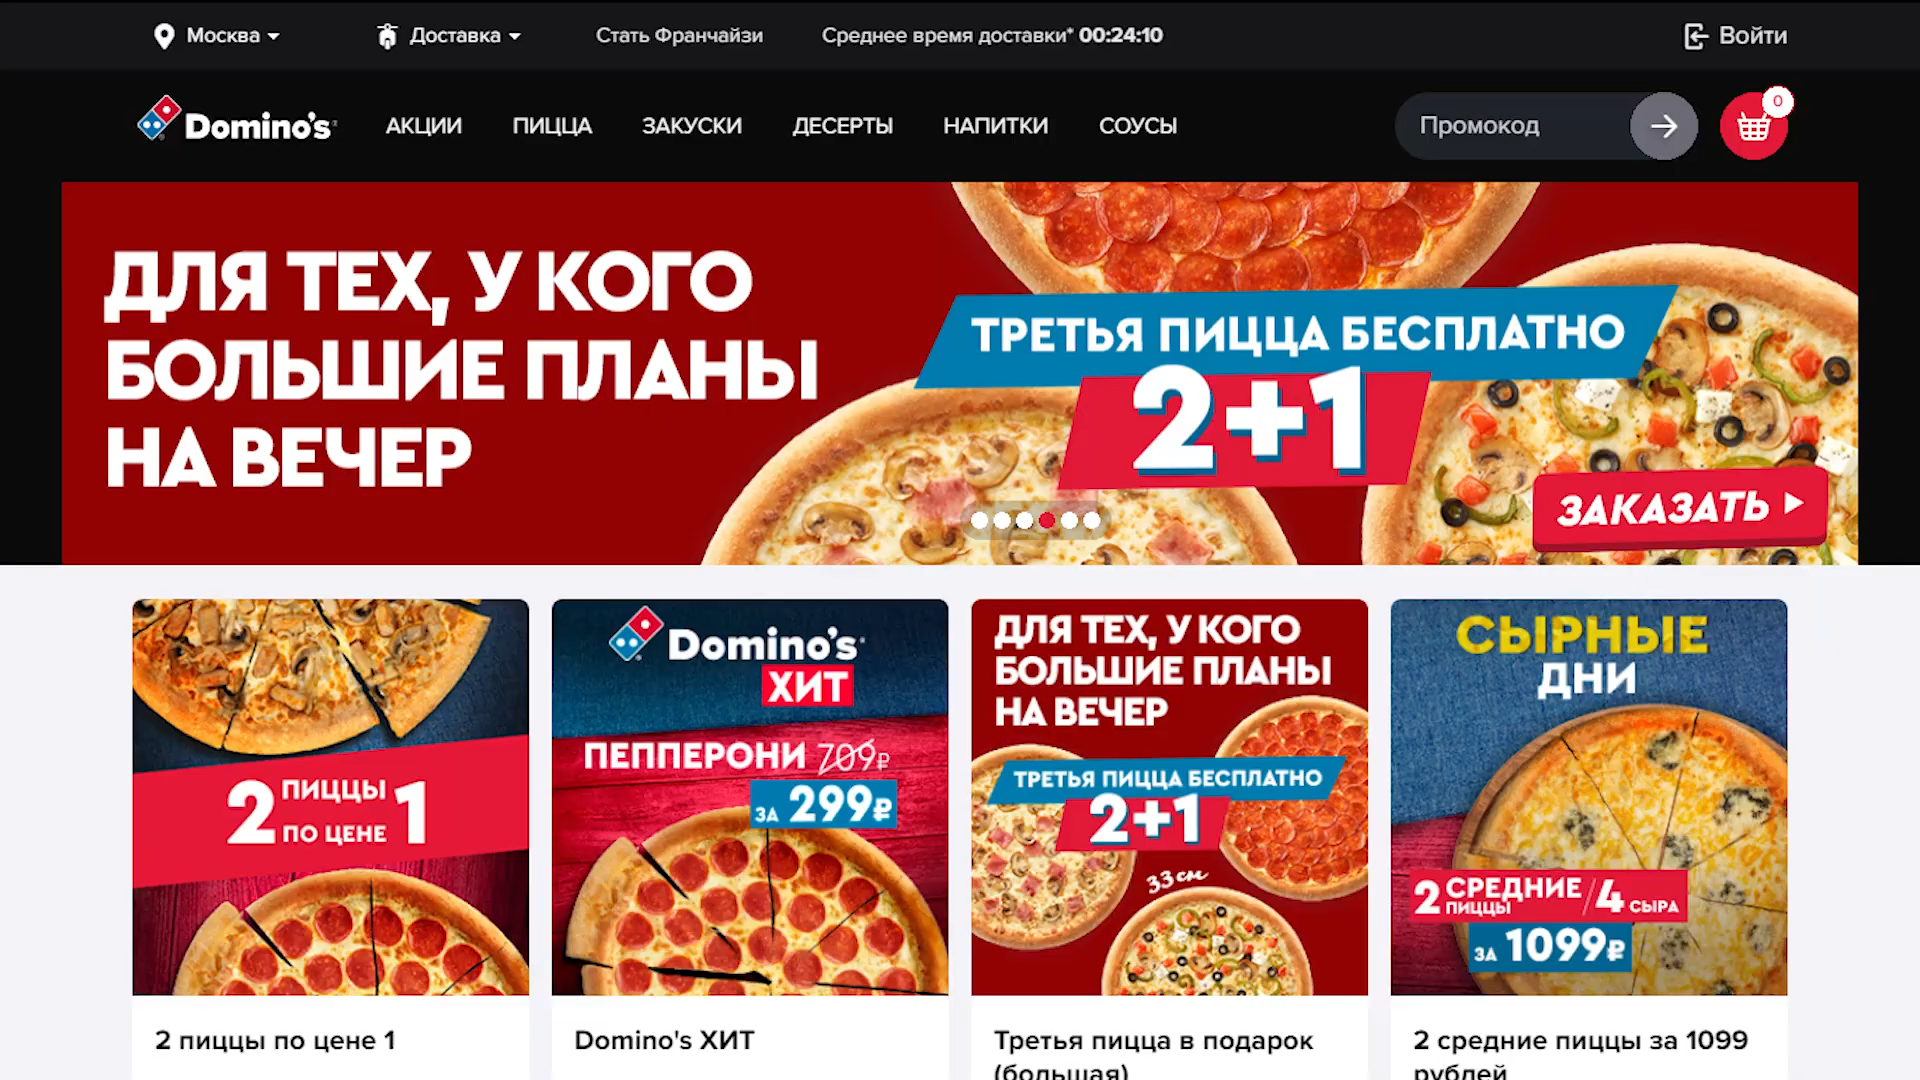 Москва
Доставка
Стать Франчайзи
Среднее время доставки* 00:24:10
Войти
Domino's
АКЦИИ
ПИЦЦА
ЗАКУСКИ
ДЕСЕРТЫ
НАПИТКИ
СОУСЫ
Промокод
0
ДЛЯ ТЕХ, У КОГО
БОЛЬШИЕ ПЛАНЫ
НА ВЕЧЕР
ТРЕТЬЯ ПИЦЦА БЕСПЛАТНО
2+1
ЗАКАЗАТЬ
2 ПИЦЦЫ
ПО ЦЕНЕ 1
Domino's
ХИТ
ПЕППЕРОНИ 709₽
ЗА 299₽
ДЛЯ ТЕХ, У КОГО
БОЛЬШИЕ ПЛАНЫ
НА ВЕЧЕР
ТРЕТЬЯ ПИЦЦА БЕСПЛАТНО
2+1
33см
СЫРНЫЕ
ДНИ
2 СРЕДНИЕ
ПИЦЦЫ / 4 СЫРА
ЗА 1099₽
2 пиццы по цене 1
Domino's ХИТ
Третья пицца в подарок
(большая)
2 средние пиццы за 1099
рублей